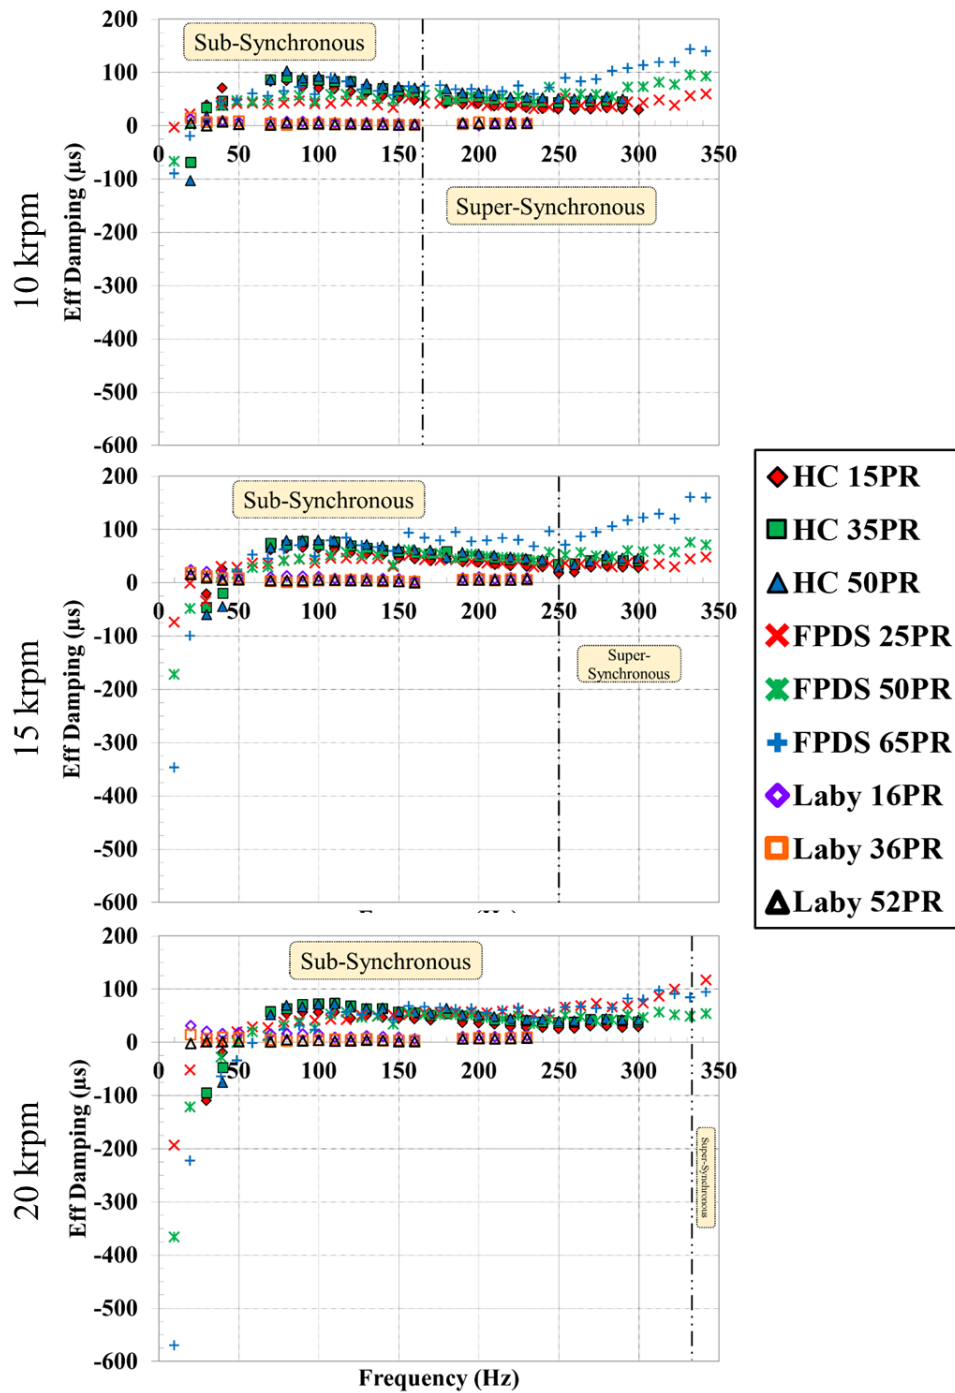 200
100
0
-100
-200
-300
-400
-500
-600
0
50
100
150
200
250
300
350
Sub-Synchronous
Super-Synchronous
Eff Damping (µs)
10 krpm
200
100
0
-100
-200
-300
-400
-500
-600
0
50
100
150
200
250
300
350
Sub-Synchronous
Super-
Synchronous
Eff Damping (µs)
15 krpm
HC 15PR
HC 35PR
HC 50PR
FPDS 25PR
FPDS 50PR
FPDS 65PR
Laby 16PR
Laby 36PR
Laby 52PR
200
100
0
-100
-200
-300
-400
-500
-600
0
50
100
150
200
250
300
350
Sub-Synchronous
Super-Synchronous
Eff Damping (µs)
20 krpm
Frequency (Hz)